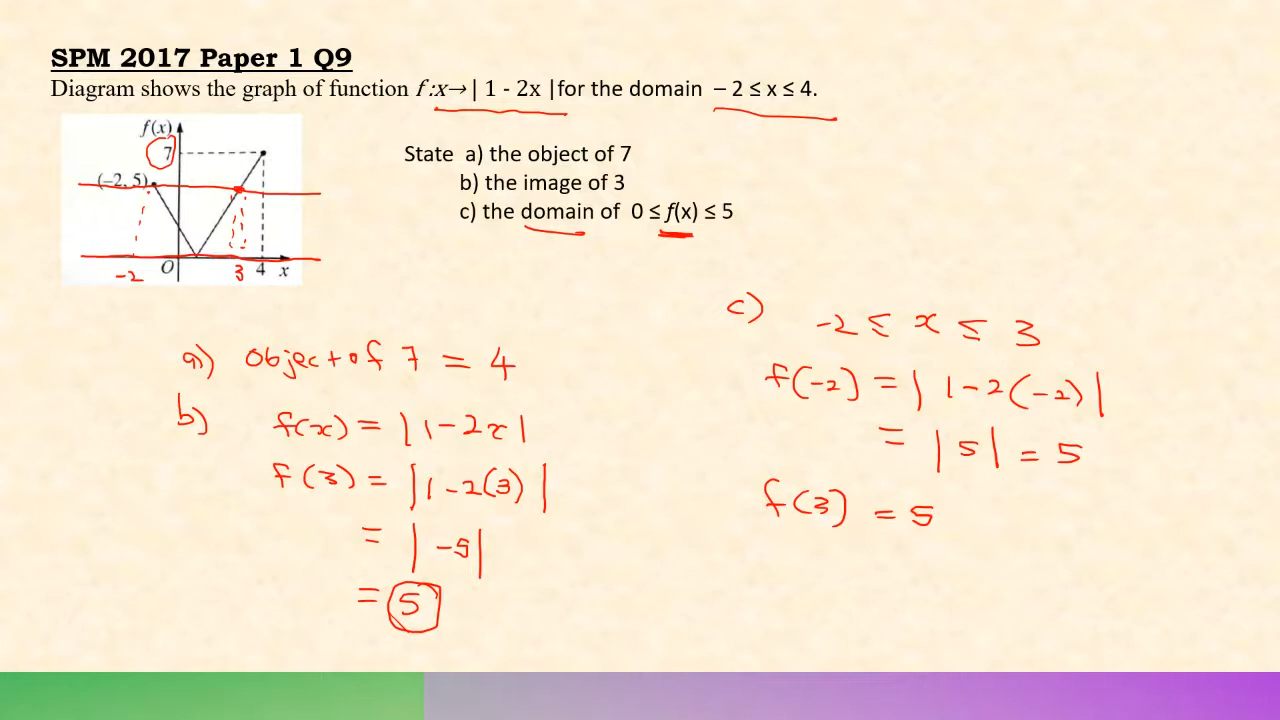 SPM 2017 Paper 1 Q9
Diagram shows the graph of function f :x→| 1 - 2x |for the domain – 2 ≤ x ≤ 4.
f(x)
7
(−2, 5)
-2 O 3 4 x
State a) the object of 7
b) the image of 3
c) the domain of 0 ≤ f(x) ≤ 5
a) Object of 7 = 4
b) f(x) = |1-2x|
f(3) = |1-2(3)|
= |-5|
= 5
c) -2 ≤ x ≤ 3
f(-2) = |1-2(-2)|
= |5| = 5
f(3) = 5